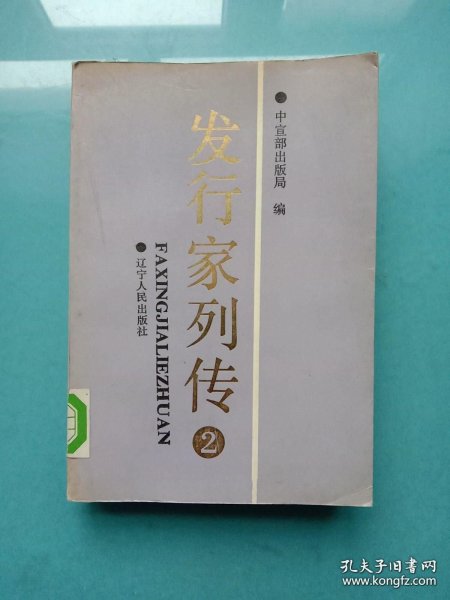 中宣部出版局 编
发行家列传
2
FAXINGJIALIEZHUAN
辽宁人民出版社
孔夫子旧书网
www.kongfz.com